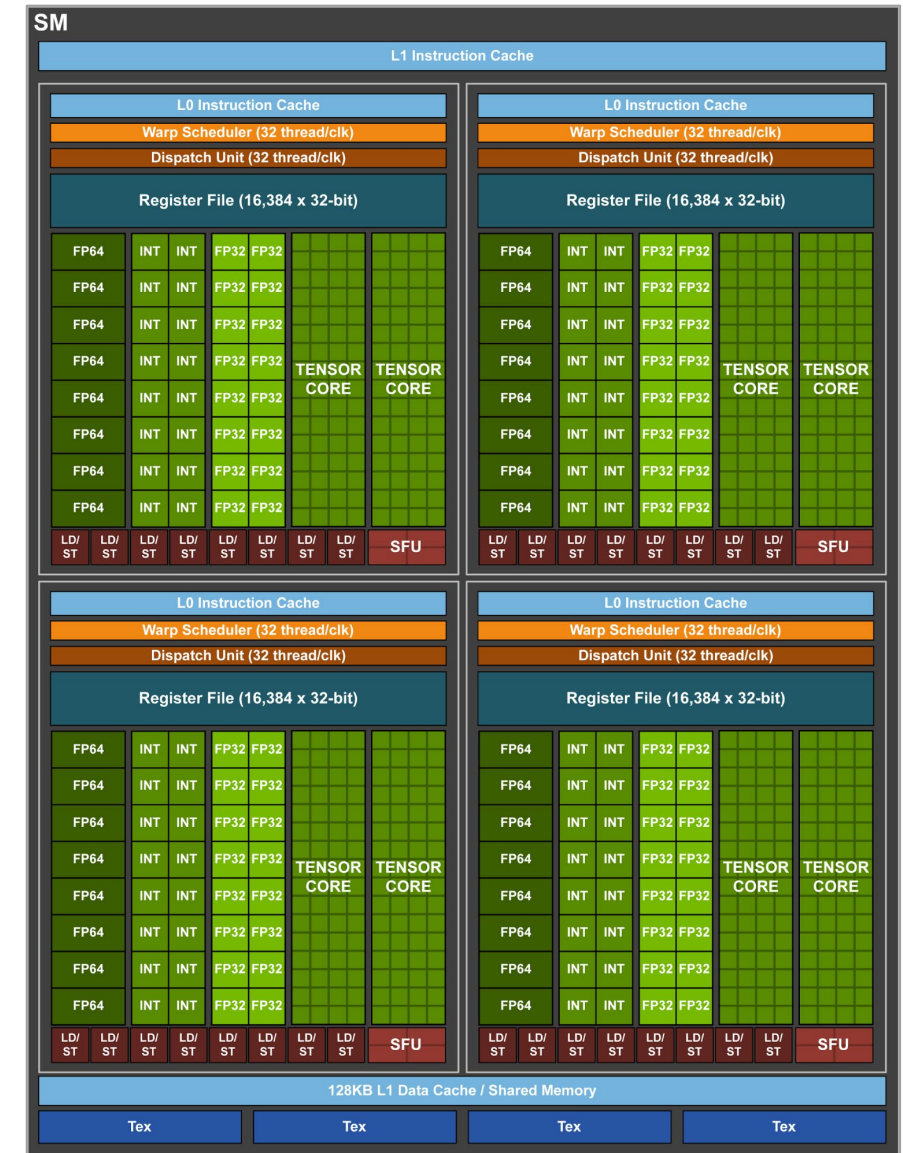 SM
L1 Instruction Cache
L0 Instruction Cache
Warp Scheduler (32 thread/clk)
Dispatch Unit (32 thread/clk)
Register File (16,384 x 32-bit)
FP64 INT INT FP32 FP32
FP64 INT INT FP32 FP32
FP64 INT INT FP32 FP32
FP64 INT INT FP32 FP32
TENSOR CORE TENSOR CORE
FP64 INT INT FP32 FP32
FP64 INT INT FP32 FP32
FP64 INT INT FP32 FP32
FP64 INT INT FP32 FP32
LD/ST LD/ST LD/ST LD/ST LD/ST LD/ST LD/ST LD/ST SFU
L0 Instruction Cache
Warp Scheduler (32 thread/clk)
Dispatch Unit (32 thread/clk)
Register File (16,384 x 32-bit)
FP64 INT INT FP32 FP32
FP64 INT INT FP32 FP32
FP64 INT INT FP32 FP32
FP64 INT INT FP32 FP32
TENSOR CORE TENSOR CORE
FP64 INT INT FP32 FP32
FP64 INT INT FP32 FP32
FP64 INT INT FP32 FP32
FP64 INT INT FP32 FP32
LD/ST LD/ST LD/ST LD/ST LD/ST LD/ST LD/ST LD/ST SFU
L0 Instruction Cache
Warp Scheduler (32 thread/clk)
Dispatch Unit (32 thread/clk)
Register File (16,384 x 32-bit)
FP64 INT INT FP32 FP32
FP64 INT INT FP32 FP32
FP64 INT INT FP32 FP32
FP64 INT INT FP32 FP32
TENSOR CORE TENSOR CORE
FP64 INT INT FP32 FP32
FP64 INT INT FP32 FP32
FP64 INT INT FP32 FP32
FP64 INT INT FP32 FP32
LD/ST LD/ST LD/ST LD/ST LD/ST LD/ST LD/ST LD/ST SFU
L0 Instruction Cache
Warp Scheduler (32 thread/clk)
Dispatch Unit (32 thread/clk)
Register File (16,384 x 32-bit)
FP64 INT INT FP32 FP32
FP64 INT INT FP32 FP32
FP64 INT INT FP32 FP32
FP64 INT INT FP32 FP32
TENSOR CORE TENSOR CORE
FP64 INT INT FP32 FP32
FP64 INT INT FP32 FP32
FP64 INT INT FP32 FP32
FP64 INT INT FP32 FP32
LD/ST LD/ST LD/ST LD/ST LD/ST LD/ST LD/ST LD/ST SFU
128KB L1 Data Cache / Shared Memory
Tex Tex Tex Tex